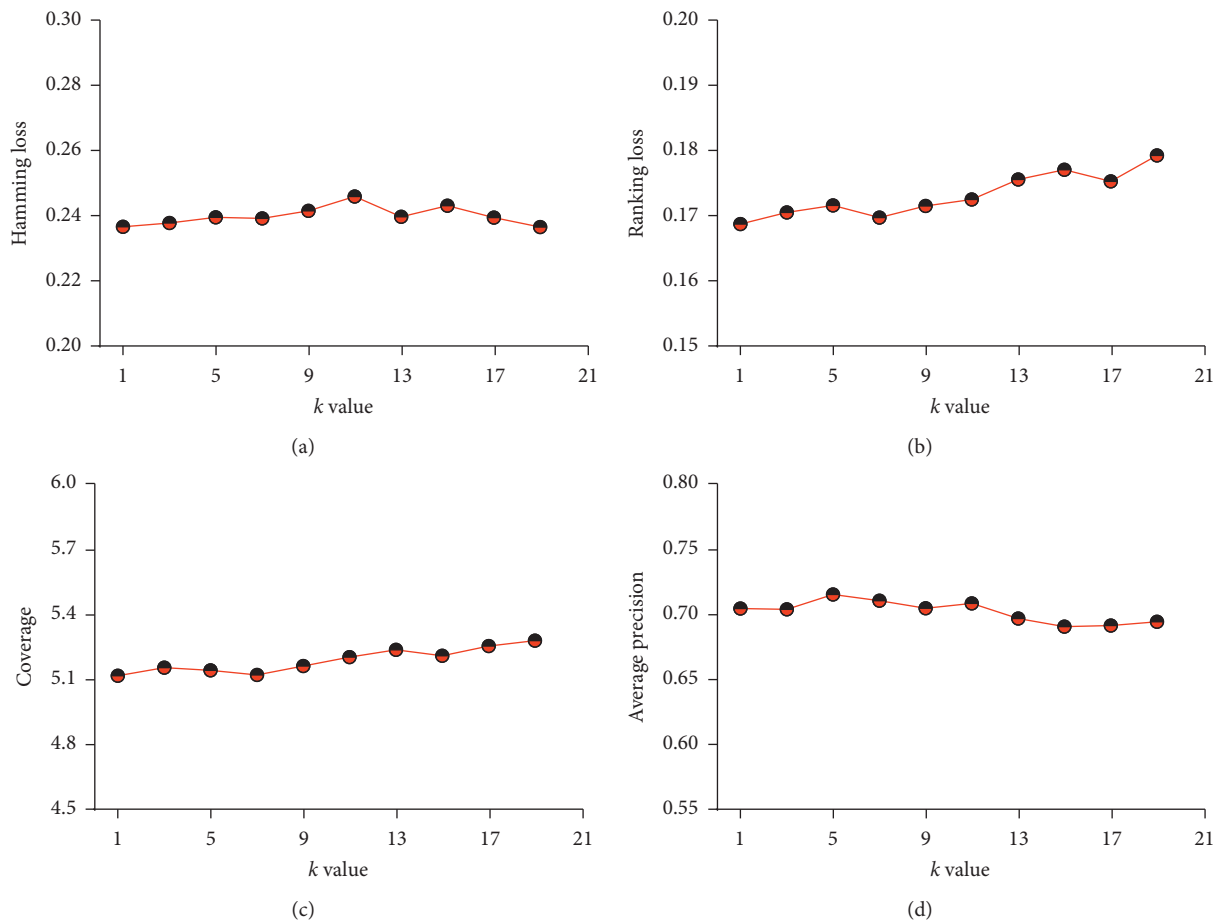 0.30
0.28
0.26
0.24
0.22
0.20
Hamming loss
1 5 9 13 17 21
k value
(a)
0.20
0.19
0.18
0.17
0.16
0.15
Ranking loss
1 5 9 13 17 21
k value
(b)
6.0
5.7
5.4
5.1
4.8
4.5
Coverage
1 5 9 13 17 21
k value
(c)
0.80
0.75
0.70
0.65
0.60
0.55
Average precision
1 5 9 13 17 21
k value
(d)